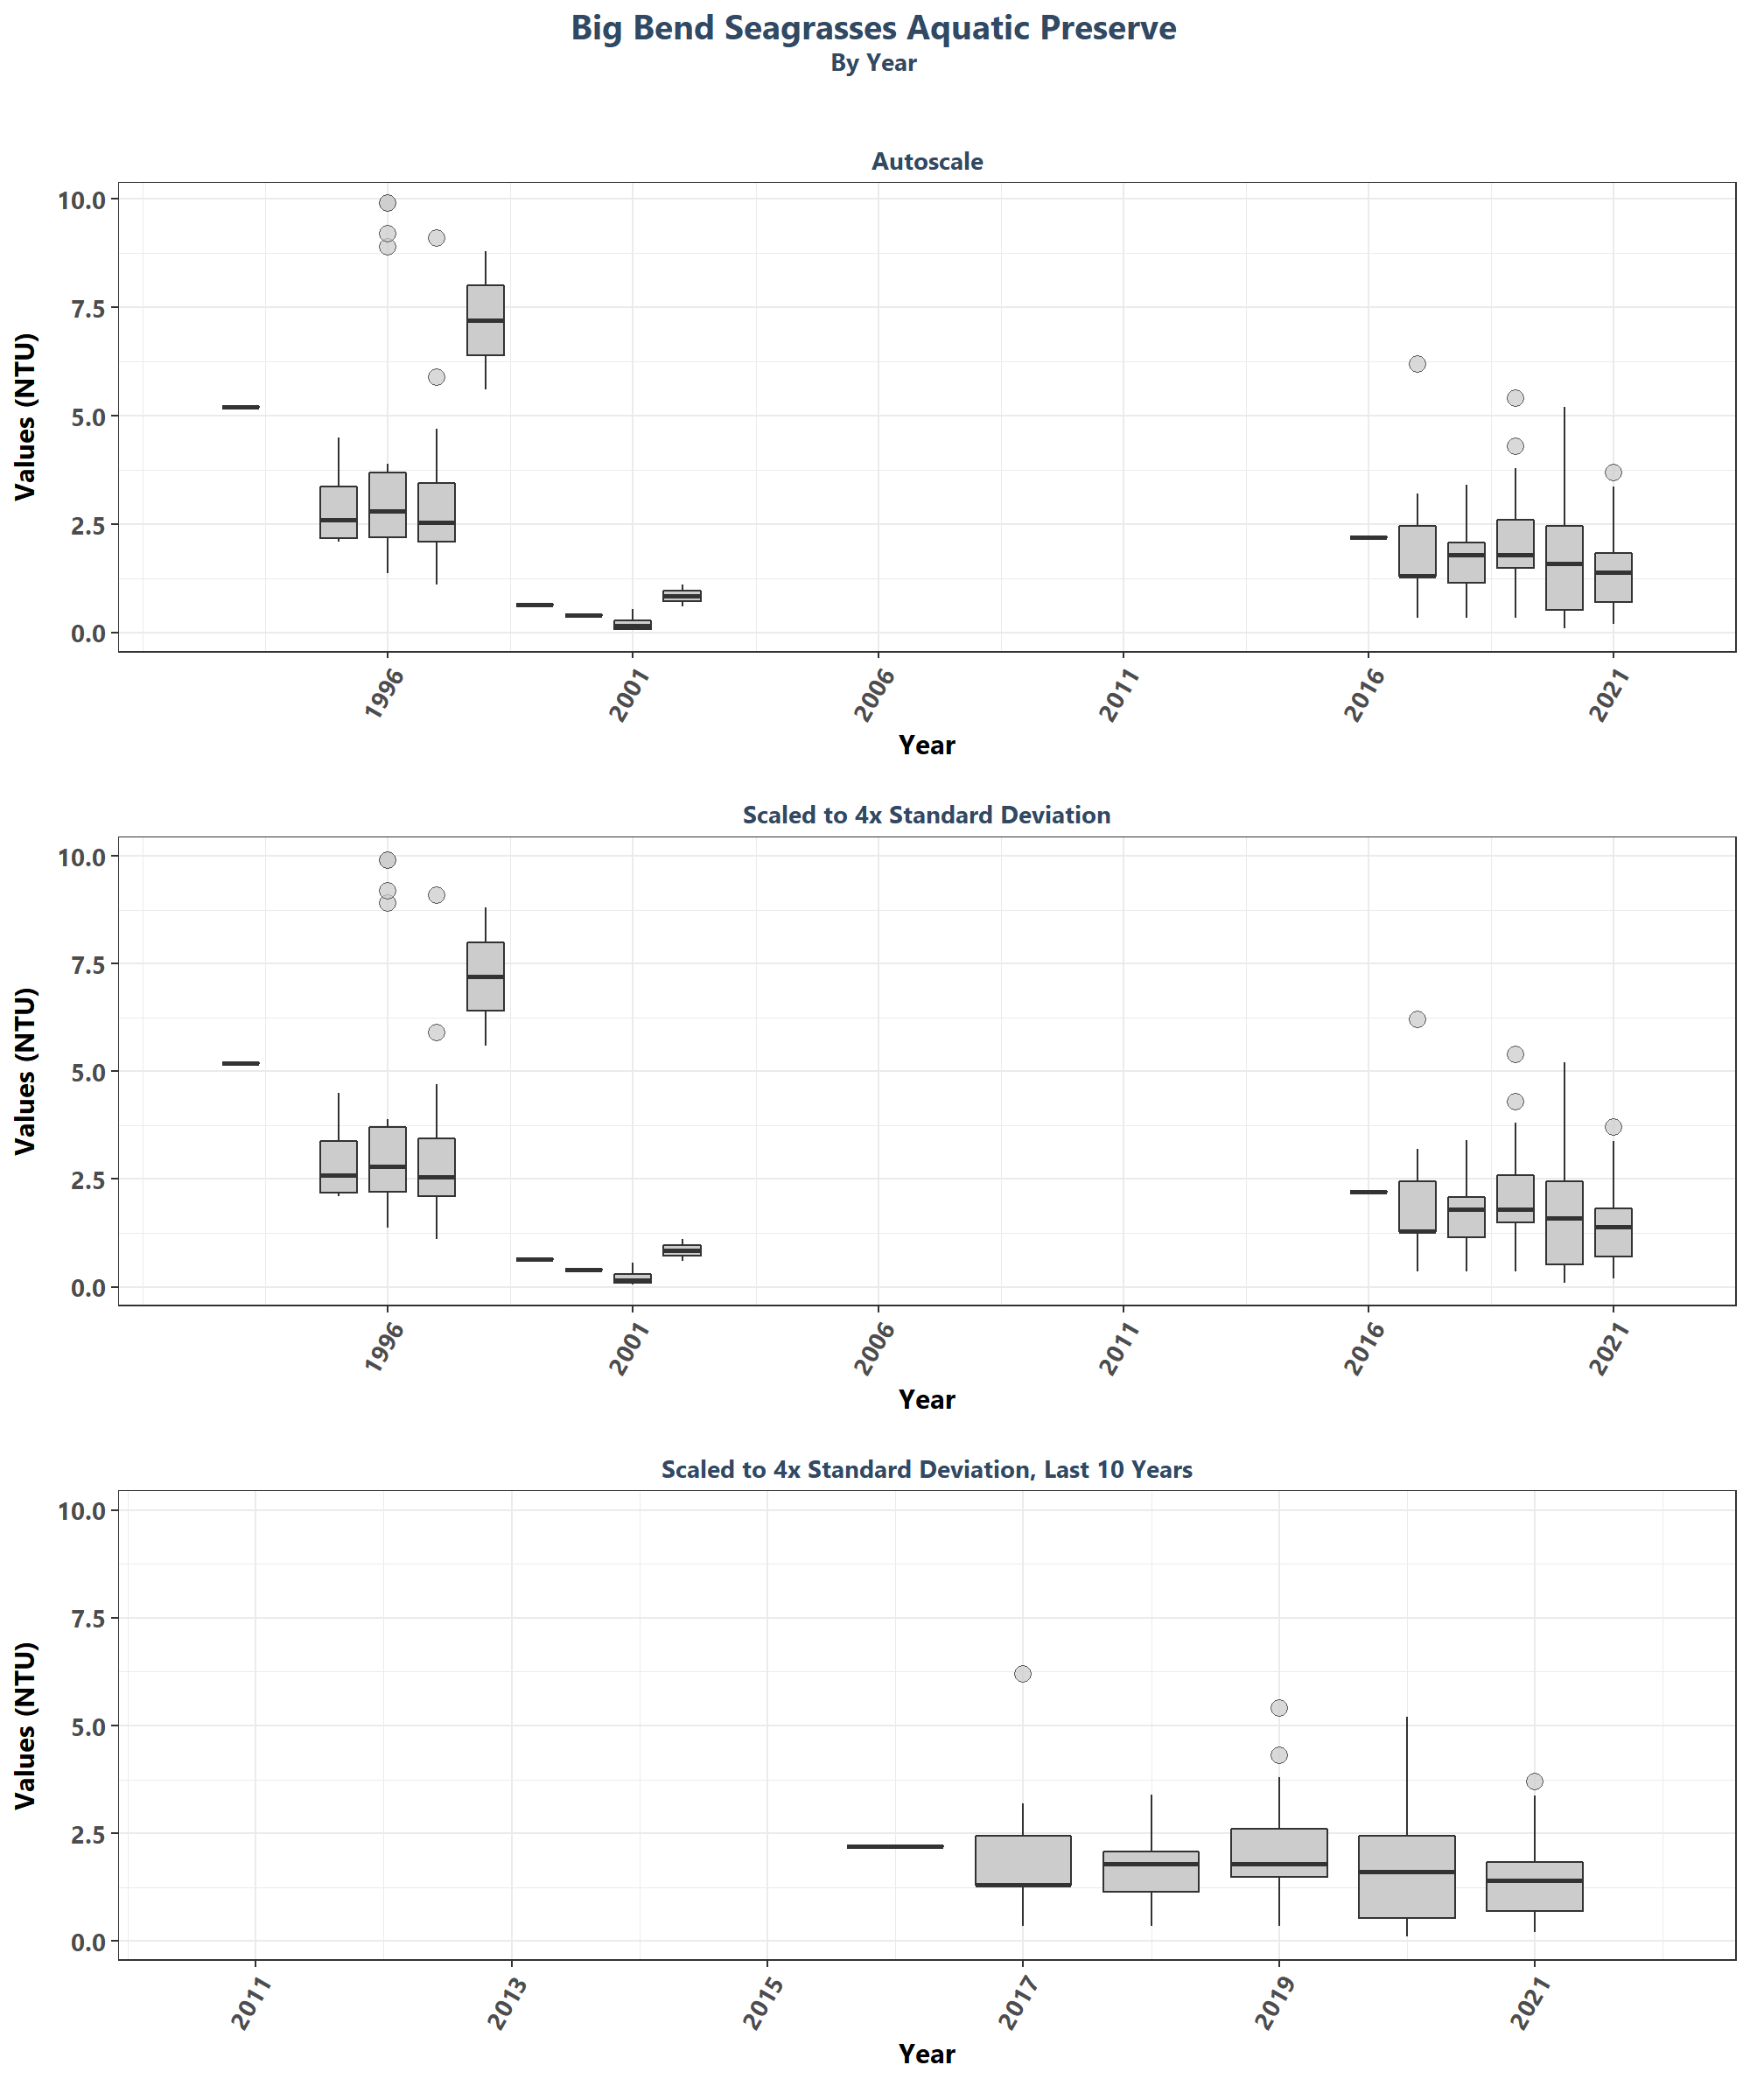 Big Bend Seagrasses Aquatic Preserve
By Year
Autoscale
10.0
7.5
5.0
2.5
0.0
Values (NTU)
1996 2001 2006 2011 2016 2021
Year
Scaled to 4x Standard Deviation
10.0
7.5
5.0
2.5
0.0
Values (NTU)
1996 2001 2006 2011 2016 2021
Year
Scaled to 4x Standard Deviation, Last 10 Years
10.0
7.5
5.0
2.5
0.0
Values (NTU)
2011 2013 2015 2017 2019 2021
Year